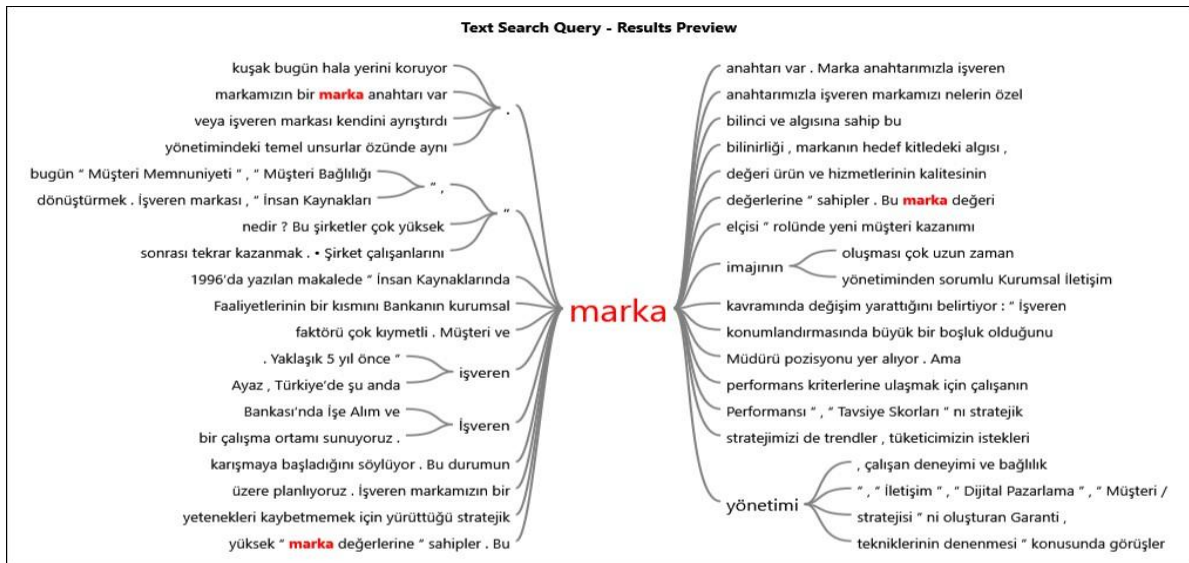 Text Search Query - Results Preview
kuşak bugün hala yerini koruyor
markamızın bir marka anahtarı var
veya işveren markası kendini ayrıştırdı
yönetimindeki temel unsurlar özünde aynı
.
bugün “ Müşteri Memnuniyeti “ , “ Müşteri Bağlılığı
dönüştürmek . İşveren markası , “ İnsan Kaynakları
“ ,
nedir ? Bu şirketler çok yüksek
sonrası tekrar kazanmak . • Şirket çalışanlarını
“
1996’da yazılan makalede “ İnsan Kaynaklarında
Faaliyetlerinin bir kısmını Bankanın kurumsal
faktörü çok kıymetli . Müşteri ve
. Yaklaşık 5 yıl önce “
Ayaz , Türkiye’de şu anda
işveren
Bankası’nda İşe Alım ve
bir çalışma ortamı sunuyoruz .
İşveren
karışmaya başladığını söylüyor . Bu durumun
üzere planlıyoruz . İşveren markamızın bir
yetenekleri kaybetmemek için yürüttüğü stratejik
yüksek “ marka değerlerine “ sahipler . Bu
marka
anahtarı var . Marka anahtarımızla işveren
anahtarımızla işveren markamızı nelerin özel
bilinci ve algısına sahip bu
bilinirliği , markanın hedef kitledeki algısı ,
değeri ürün ve hizmetlerinin kalitesinin
değerlerine “ sahipler . Bu marka değeri
elçisi “ rolünde yeni müşteri kazanımı
imajının
oluşması çok uzun zaman
yönetiminden sorumlu Kurumsal İletişim
kavramında değişim yarattığını belirtiyor : “ İşveren
konumlandırmasında büyük bir boşluk olduğunu
Müdürü pozisyonu yer alıyor . Ama
performans kriterlerine ulaşmak için çalışanın
Performansı “ , “ Tavsiye Skorları “ nı stratejik
stratejimizi de trendler , tüketicimizin istekleri
yönetimi
, çalışan deneyimi ve bağlılık
“ , “ İletişim “ , “ Dijital Pazarlama “ , “ Müşteri /
stratejisi “ ni oluşturan Garanti ,
tekniklerinin denenmesi “ konusunda görüşler